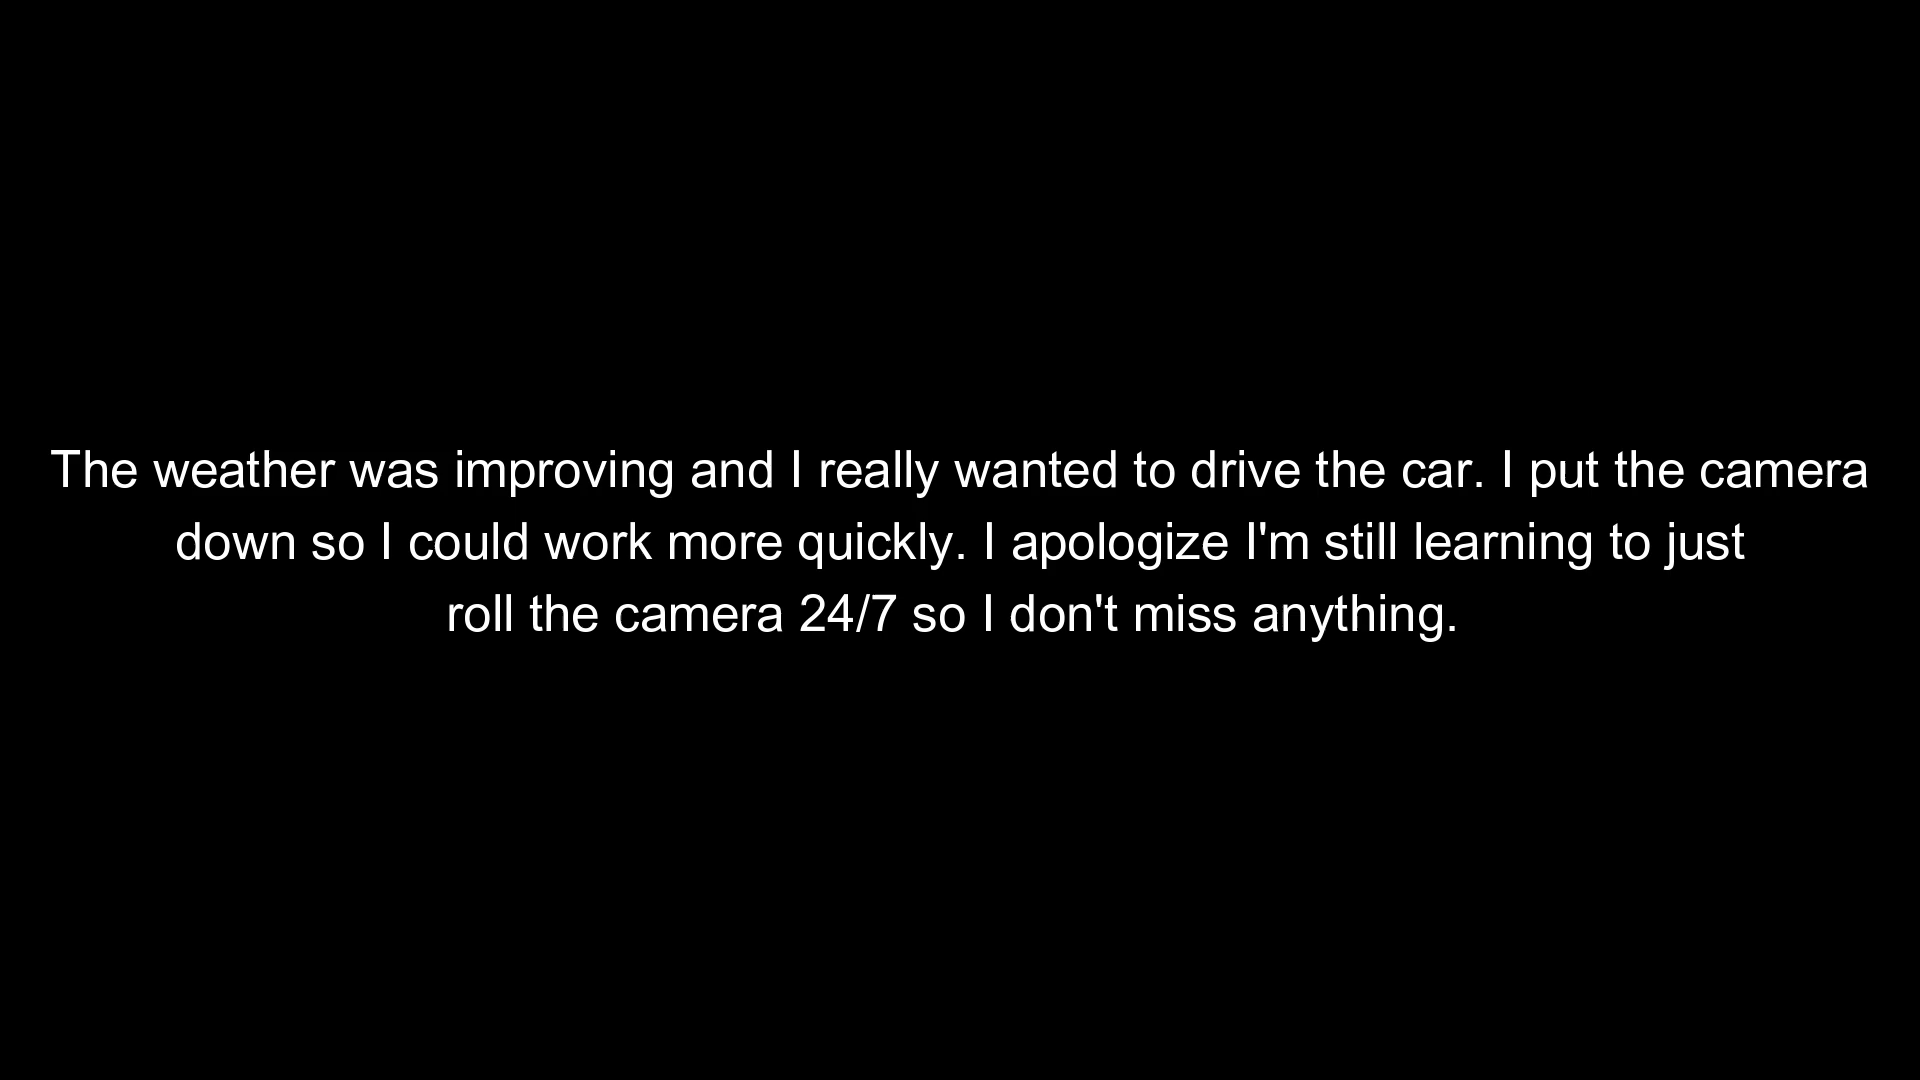 The weather was improving and I really wanted to drive the car. I put the camera
down so I could work more quickly. I apologize I'm still learning to just
roll the camera 24/7 so I don't miss anything.